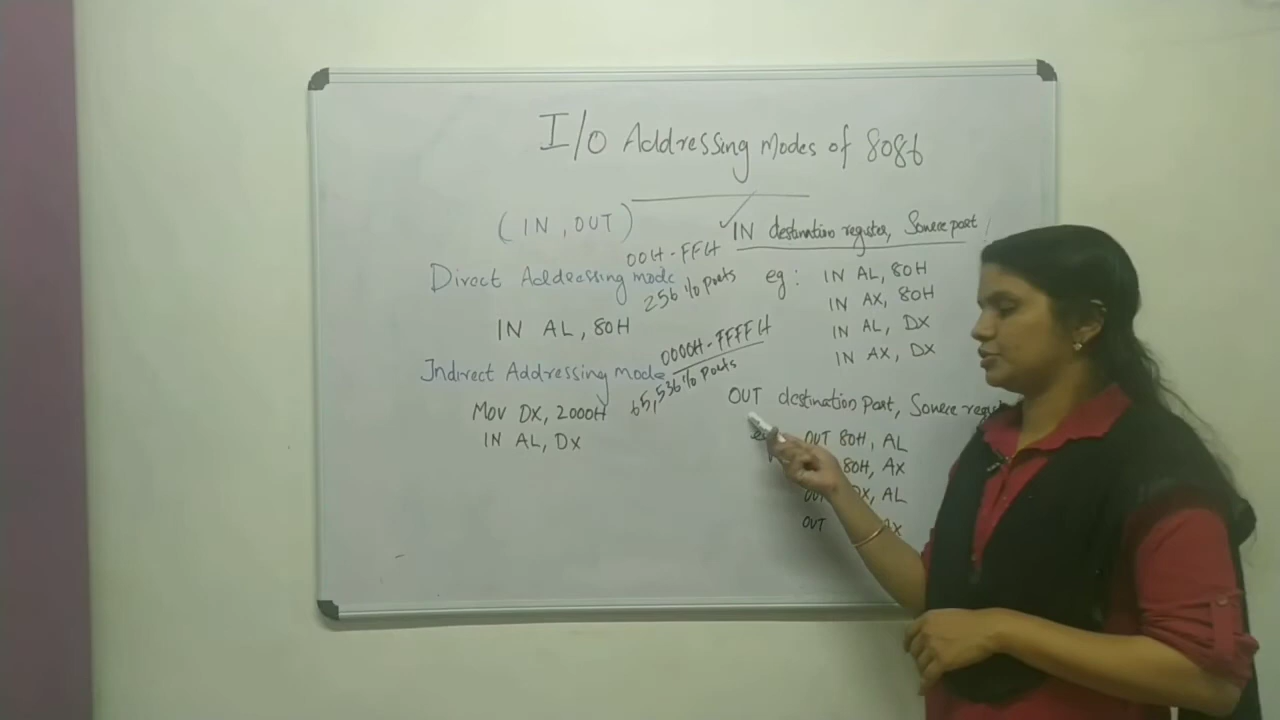 I/O Addressing Modes of 8086
(IN, OUT)
Direct Addressing mode
00H - FFH
256 I/O ports
IN AL, 80H
Indirect Addressing mode
0000H - FFFFH
65,536 I/O ports
MOV DX, 2000H
IN AL, DX
IN destination register, Source port
eg: IN AL, 80H
IN AX, 80H
IN AL, DX
IN AX, DX
OUT destination port, Source
OUT 80H, AL
80H, AX
DX, AL
OUT